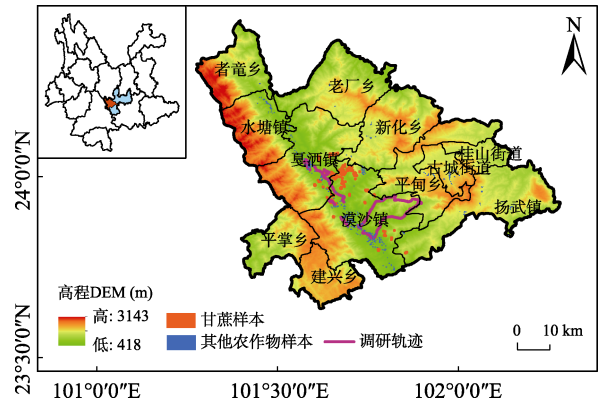 N
者竜乡
老厂乡
水塘镇
新化乡
戛洒镇
桂山街道
古城街道
平甸乡
扬武镇
漠沙镇
平掌乡
建兴乡
24°0′0″N
23°30′0″N
高程DEM (m)
高: 3143
低: 418
甘蔗样本
其他农作物样本
调研轨迹
0 10 km
101°0′0″E
101°30′0″E
102°0′0″E